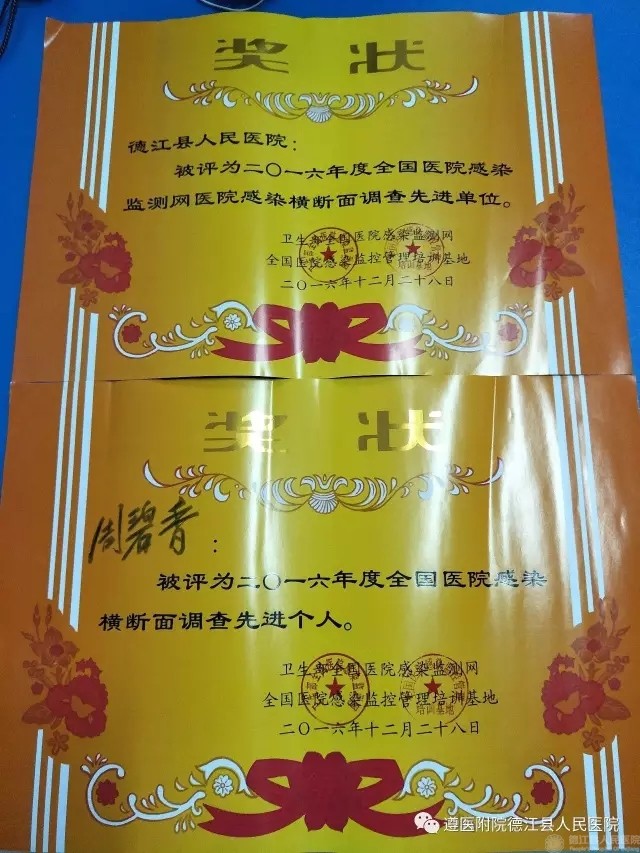 奖 状
德江县人民医院：
被评为二〇一六年度全国医院感染
监测网医院感染横断面调查先进单位。
卫生部全国医院感染监测网
全国医院感染监控管理培训基地
二〇一六年十二月二十八日
奖 状
周碧香：
被评为二〇一六年度全国医院感染
横断面调查先进个人。
卫生部全国医院感染监测网
全国医院感染监控管理培训基地
二〇一六年十二月二十八日
遵医附院德江县人民医院